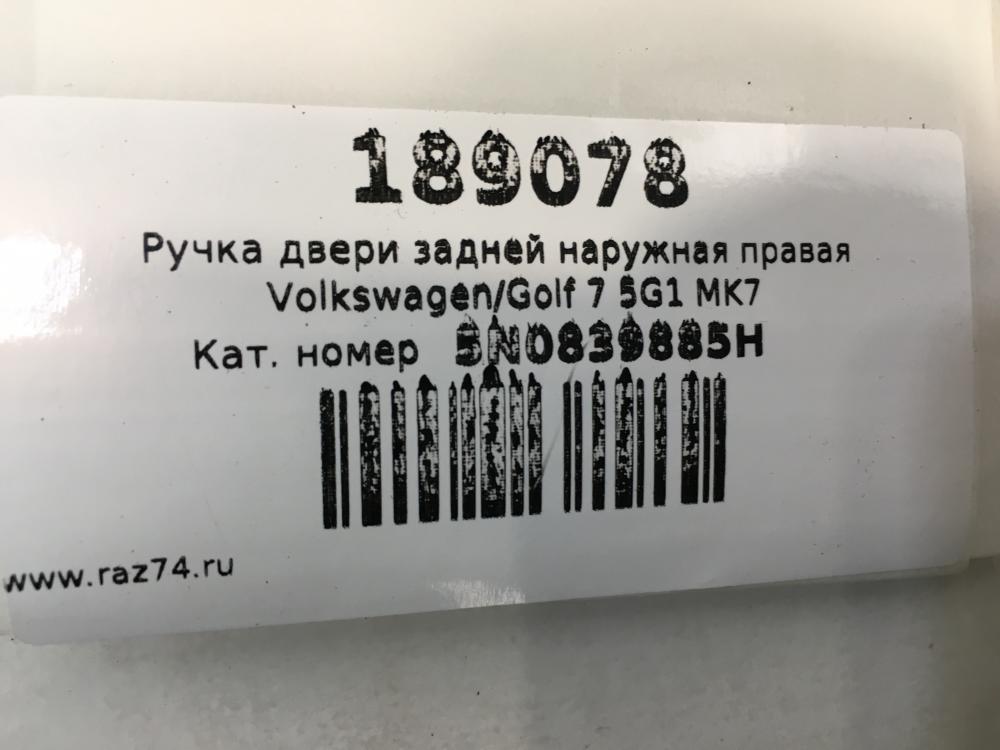 189078
Ручка двери задней наружная правая
Volkswagen/Golf 7 5G1 MK7
Кат. номер 5N0839885H
www.raz74.ru